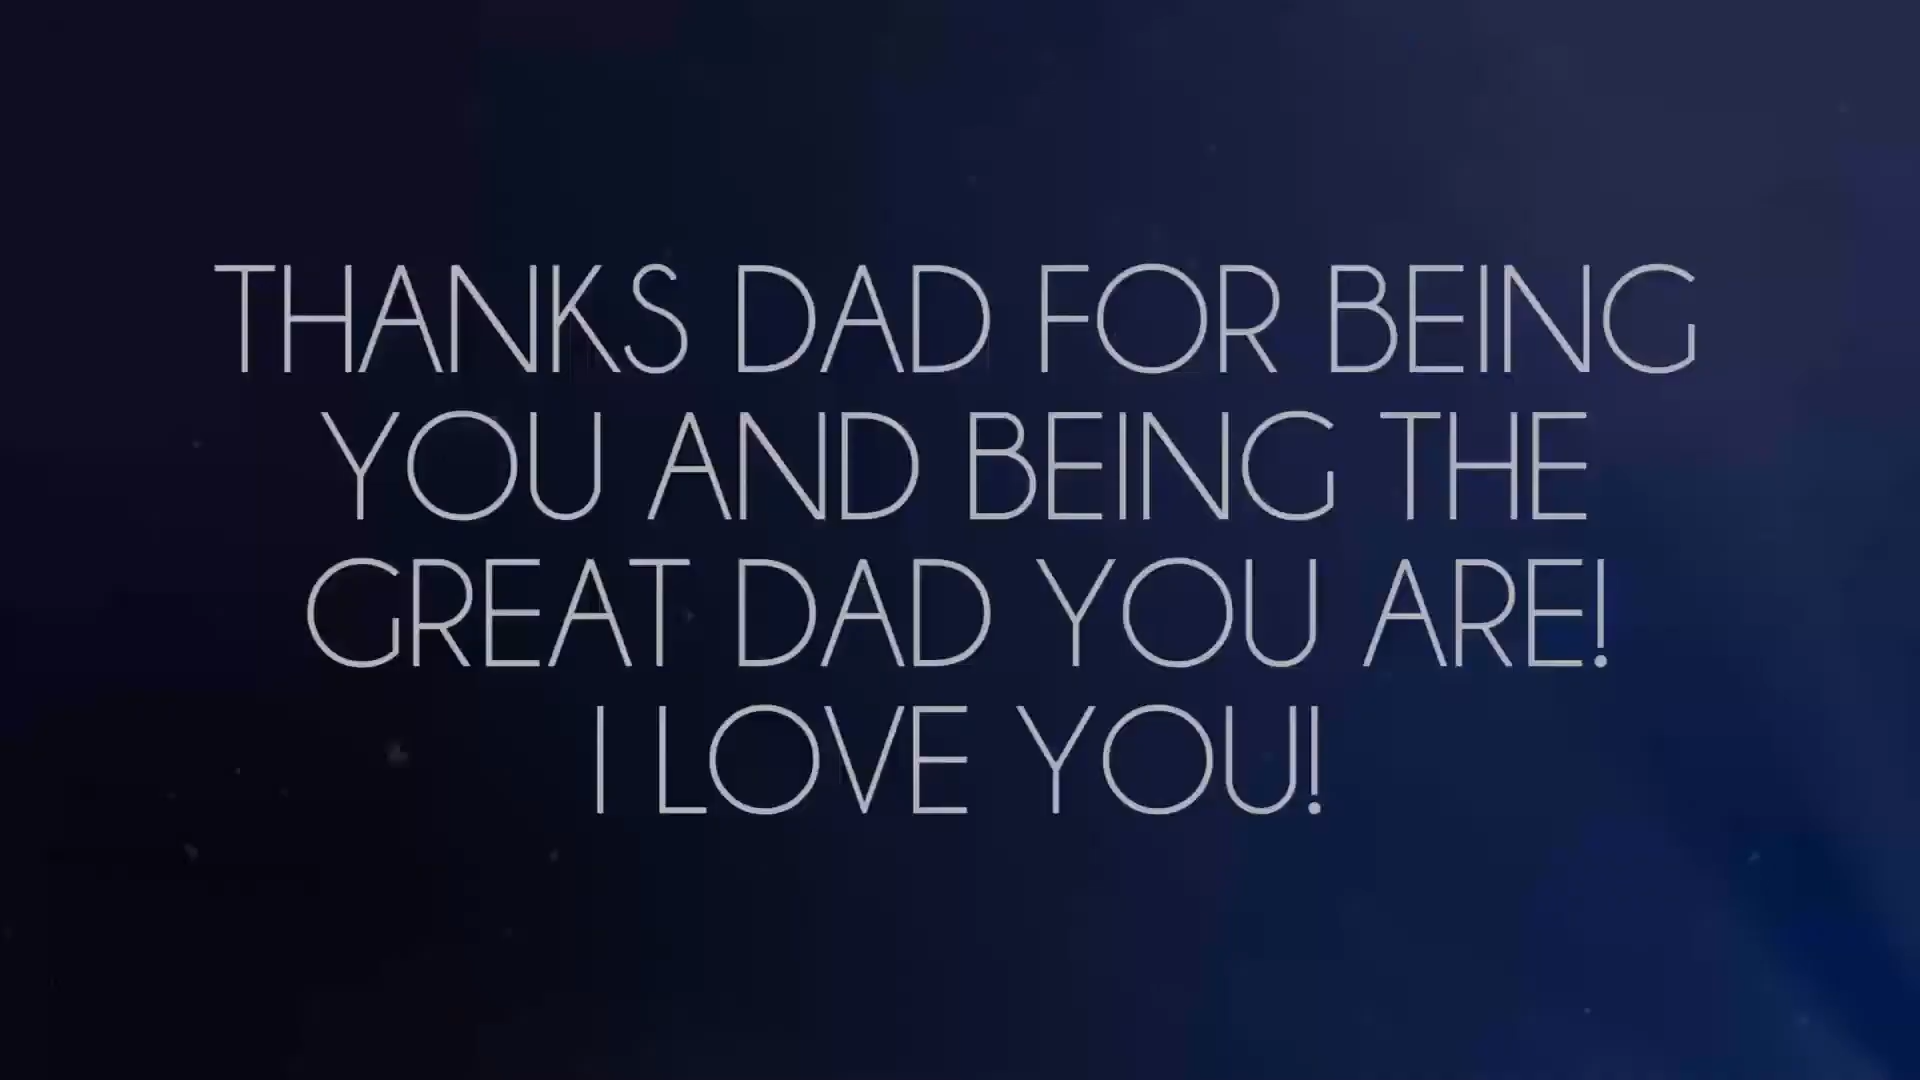 THANKS DAD FOR BEING
YOU AND BEING THE
GREAT DAD YOU ARE!
I LOVE YOU!